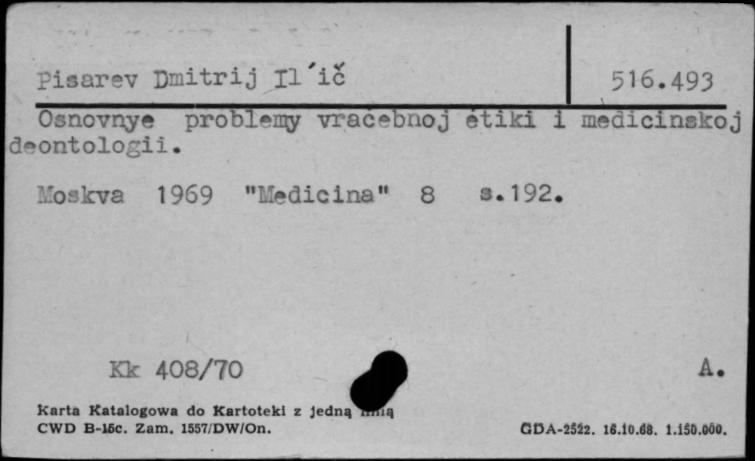 Pisarev Dmitrij Il´ič 516.493
Osnovnye problemy vračebnoj étiki i medicinskoj
deontologii.
Moskva 1969 "Medicina" 8 s.192.
Kk 408/70 A.
Karta Katalogowa do Kartoteki z jedną linią
CWD B-15c. Zam. 1557/DW/On. GDA-2522. 16.10.68. 1.150.000.